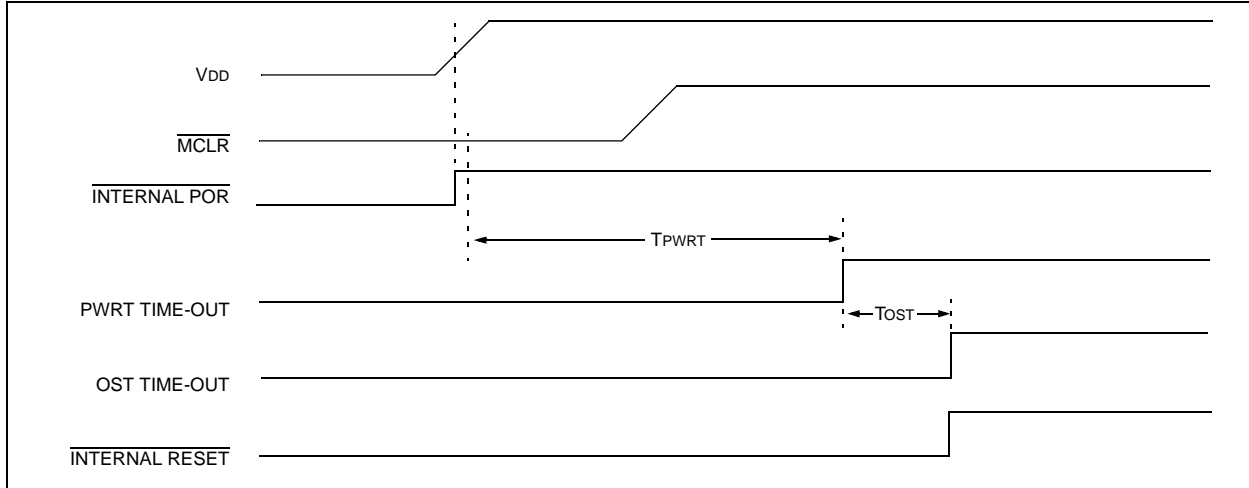 VDD
MCLR
INTERNAL POR
TPWRT
PWRT TIME-OUT
TOST
OST TIME-OUT
INTERNAL RESET